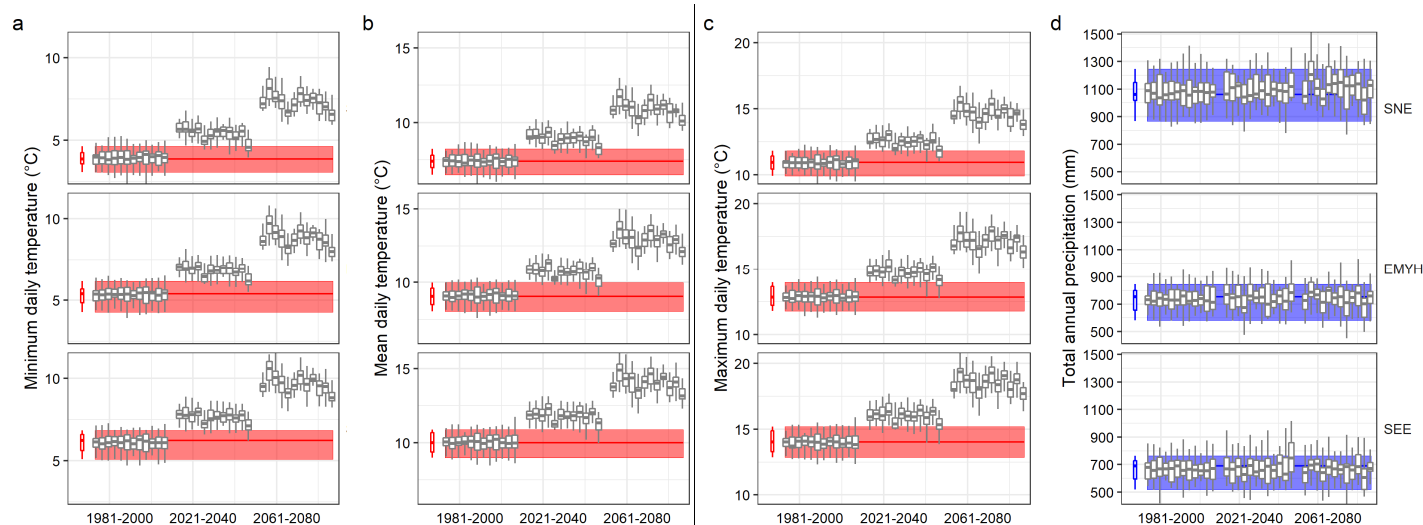 a
b
c
d
Minimum daily temperature (°C)
10
5
10
5
10
5
1981-2000 2021-2040 2061-2080
Mean daily temperature (°C)
15
10
15
10
15
10
1981-2000 2021-2040 2061-2080
Maximum daily temperature (°C)
20
15
10
20
15
10
20
15
10
1981-2000 2021-2040 2061-2080
Total annual precipitation (mm)
1500
1300
1100
900
700
500
SNE
1500
1300
1100
900
700
500
EMYH
1500
1300
1100
900
700
500
SEE
1981-2000 2021-2040 2061-2080